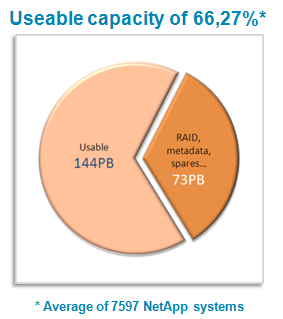 Useable capacity of 66,27%*
Usable
144PB
RAID,
metadata,
spares...
73PB
* Average of 7597 NetApp systems